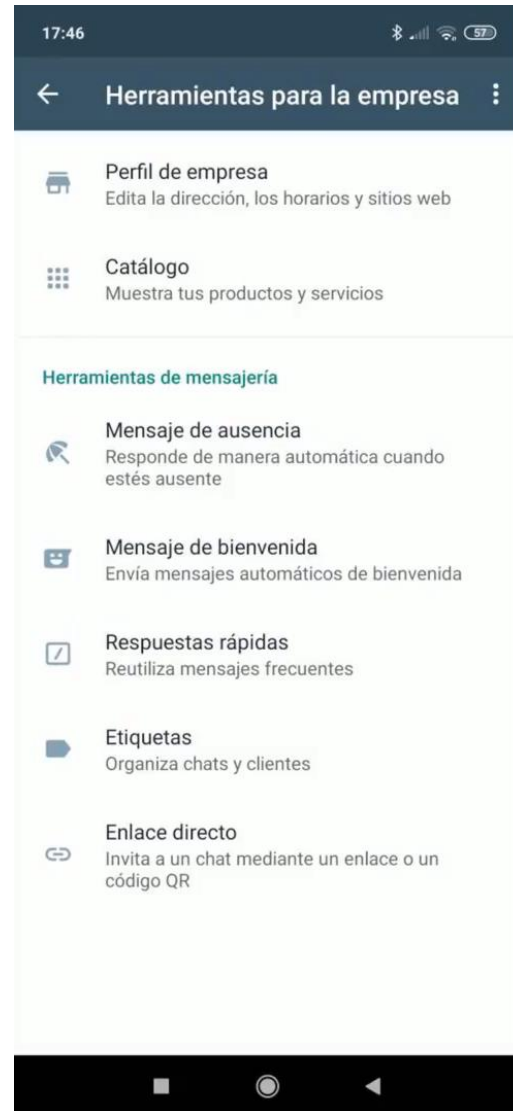 17:46
57
Herramientas para la empresa
Perfil de empresa
Edita la dirección, los horarios y sitios web
Catálogo
Muestra tus productos y servicios
Herramientas de mensajería
Mensaje de ausencia
Responde de manera automática cuando
estés ausente
Mensaje de bienvenida
Envía mensajes automáticos de bienvenida
Respuestas rápidas
Reutiliza mensajes frecuentes
Etiquetas
Organiza chats y clientes
Enlace directo
Invita a un chat mediante un enlace o un
código QR